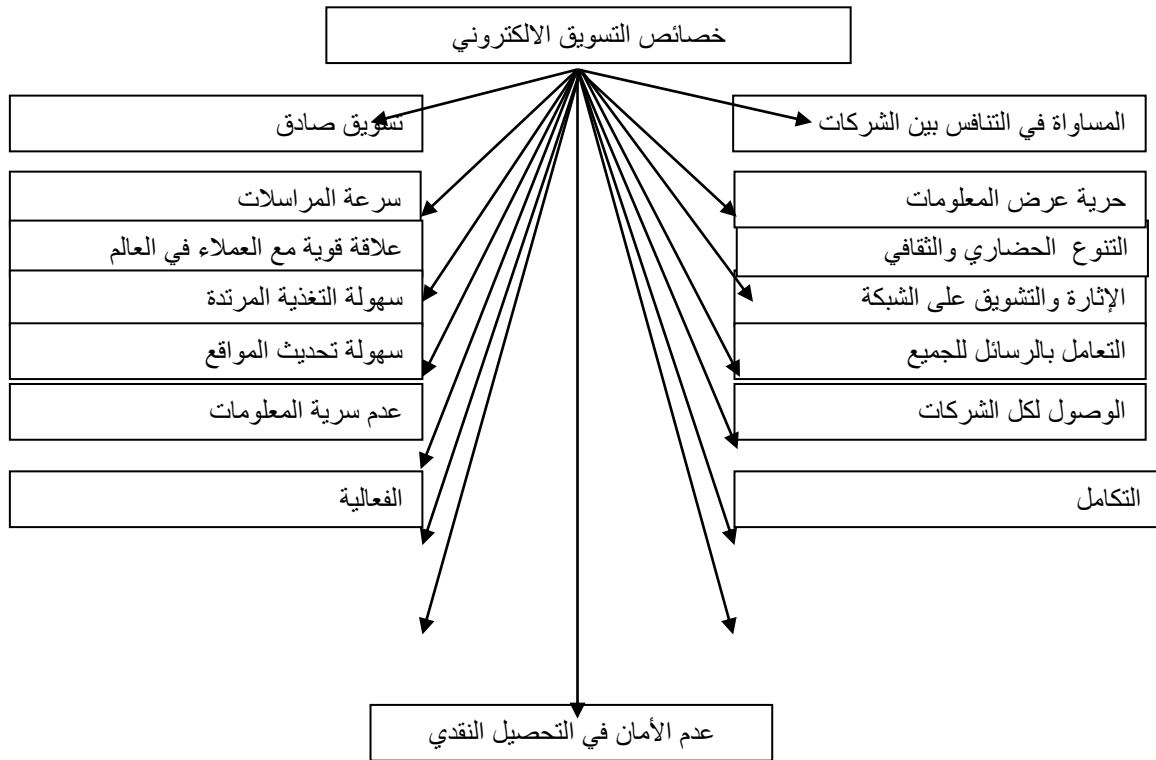 خصائص التسويق الالكتروني
المساواة في التنافس بين الشركات
تسويق صادق
حرية عرض المعلومات
سرعة المراسلات
التنوع الحضاري والثقافي
علاقة قوية مع العملاء في العالم
الإثارة والتشويق على الشبكة
سهولة التغذية المرتدة
التعامل بالرسائل للجميع
سهولة تحديث المواقع
الوصول لكل الشركات
عدم سرية المعلومات
التكامل
الفعالية
عدم الأمان في التحصيل النقدي